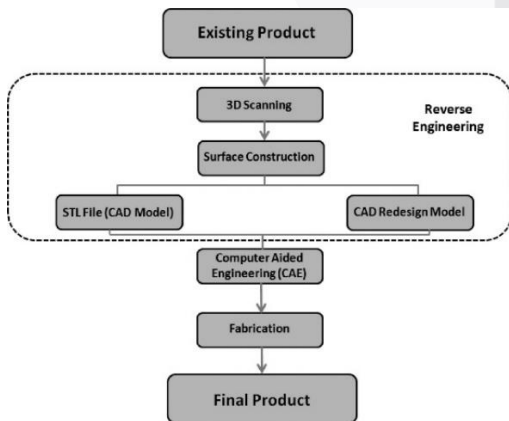 Existing Product
3D Scanning
Reverse
Engineering
Surface Construction
STL File (CAD Model)
CAD Redesign Model
Computer Aided
Engineering (CAE)
Fabrication
Final Product